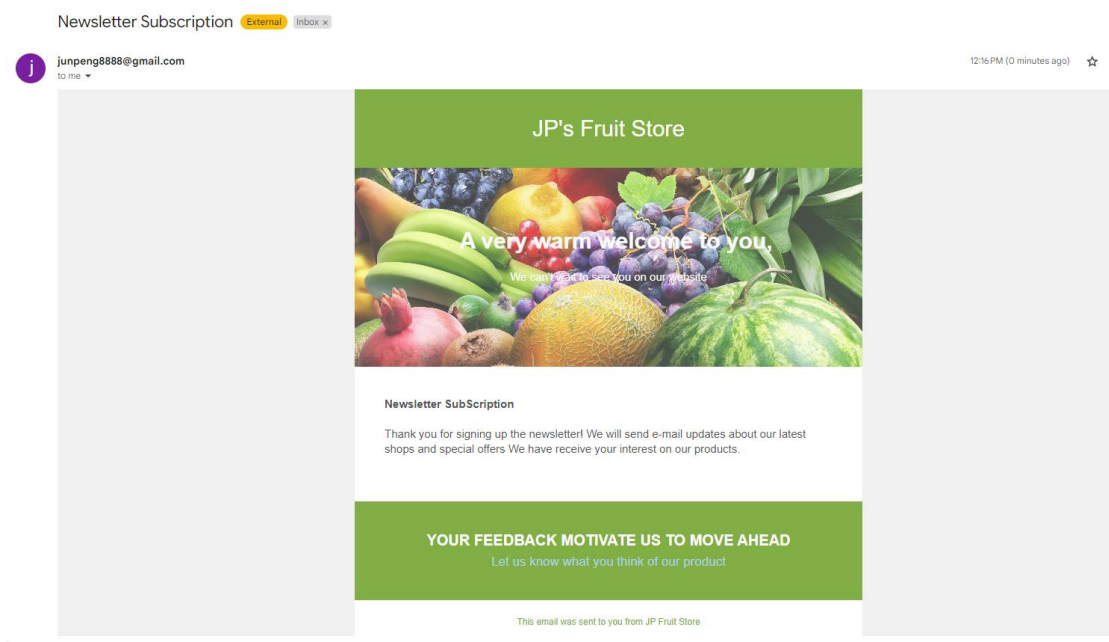 Newsletter Subscription External Inbox x
j
junpeng8888@gmail.com
12:16 PM (0 minutes ago)
to me
JP's Fruit Store
A very warm welcome to you,
We can't wait to see you on our website
Newsletter SubScription
Thank you for signing up the newsletter! We will send e-mail updates about our latest
shops and special offers We have receive your interest on our products.
YOUR FEEDBACK MOTIVATE US TO MOVE AHEAD
Let us know what you think of our product
This email was sent to you from JP Fruit Store